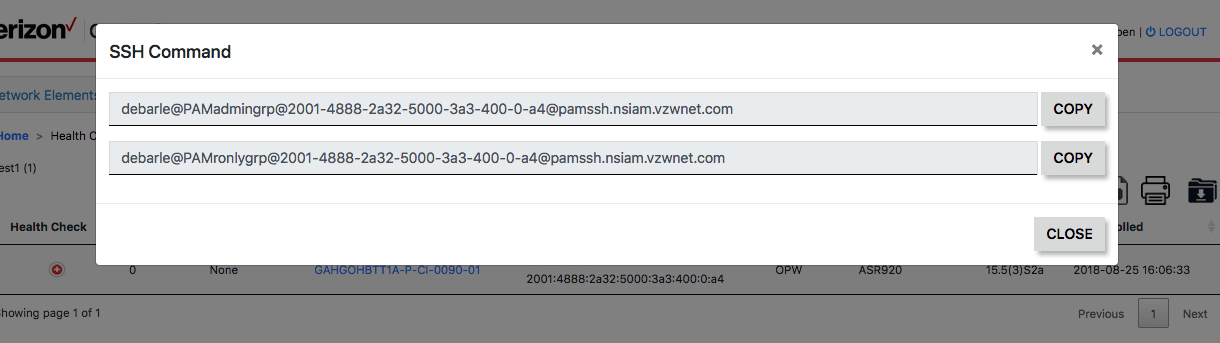 erizon
SSH Command
×
pen | LOGOUT
debarle@PAMadmingrp@2001-4888-2a32-5000-3a3-400-0-a4@pamssh.nsiam.vzwnet.com
COPY
etwork Elements
debarle@PAMronlygrp@2001-4888-2a32-5000-3a3-400-0-a4@pamssh.nsiam.vzwnet.com
COPY
Home > Health C
est1 (1)
CLOSE
Health Check
olled
0 None GAHGOHBTT1A-P-CI-0090-01 2001:4888:2a32:5000:3a3:400:0:a4 OPW ASR920 15.5(3)S2a 2018-08-25 16:06:33
howing page 1 of 1
Previous 1 Next